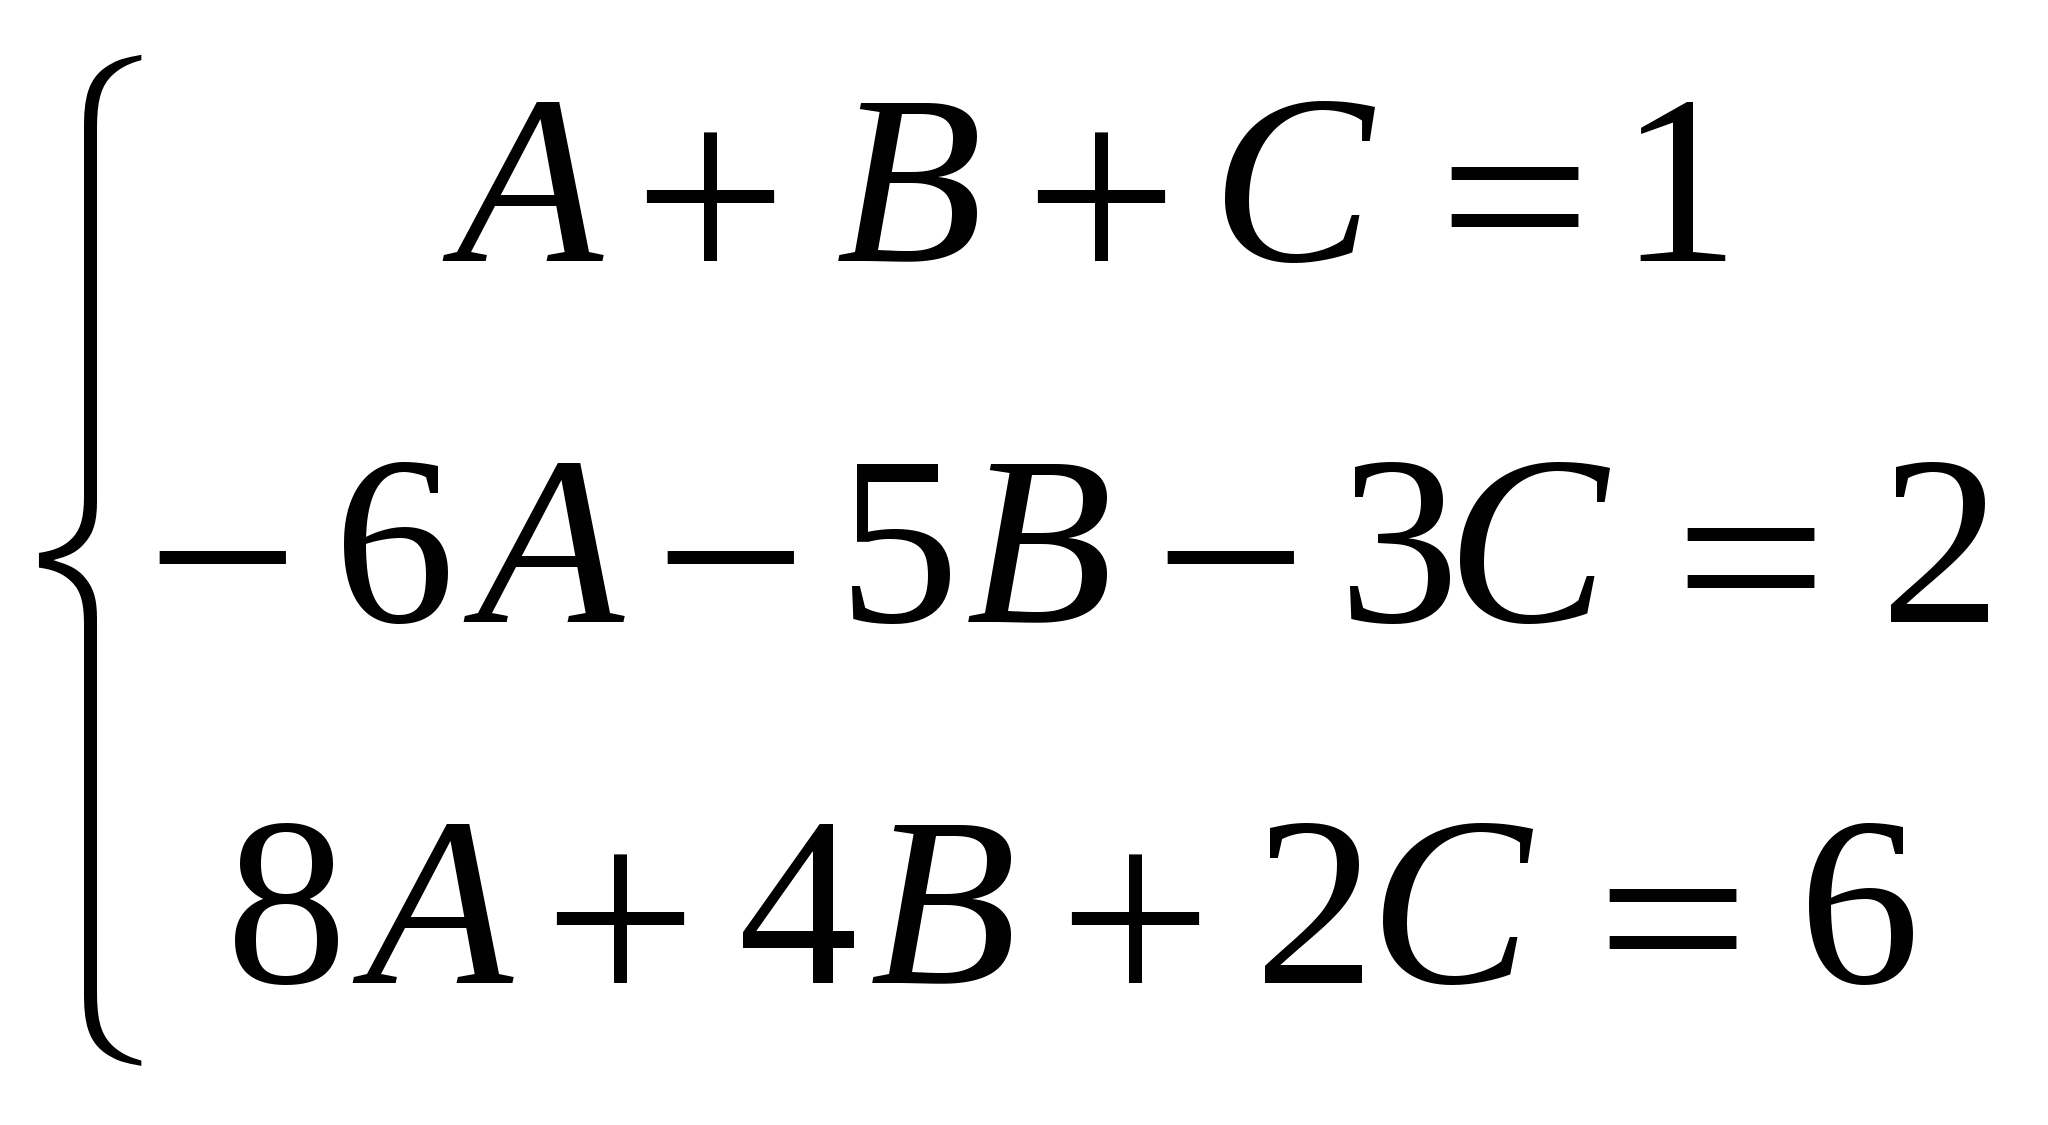 A + B + C = 1
− 6A − 5B − 3C = 2
8A + 4B + 2C = 6